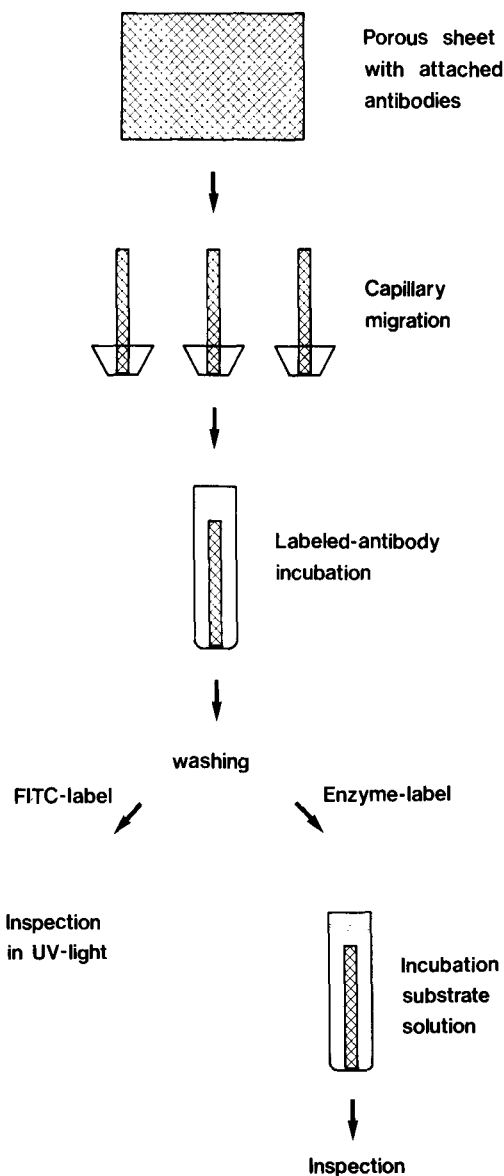 Porous sheet
with attached
antibodies
Capillary
migration
Labeled-antibody
incubation
washing
FITC-label
Enzyme-label
Inspection
in UV-light
Incubation
substrate
solution
Inspection